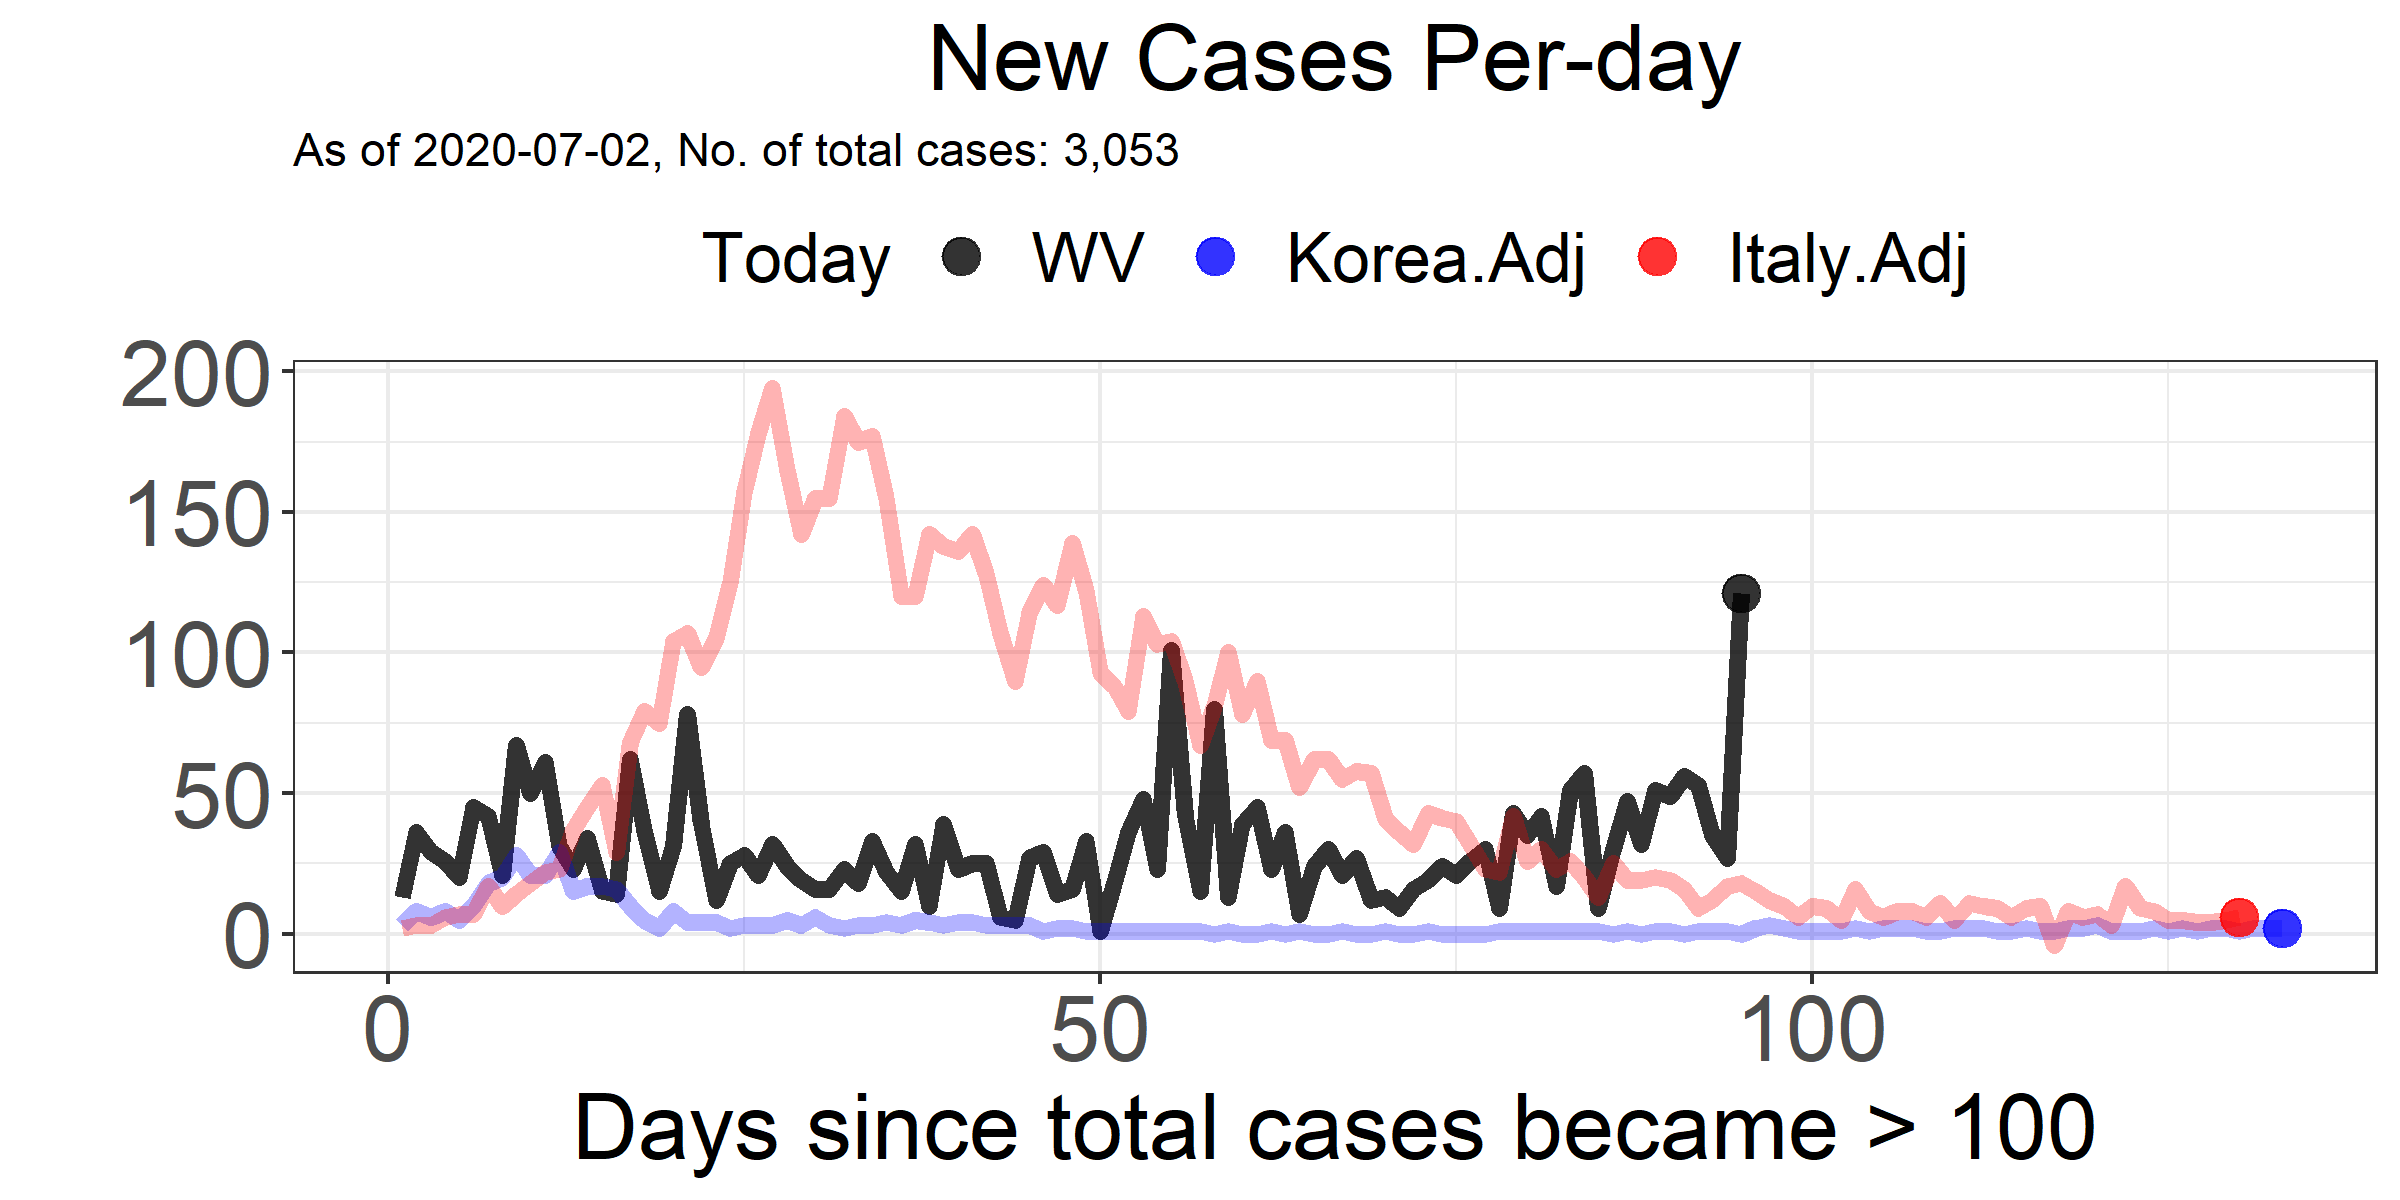 New Cases Per-day
As of 2020-07-02, No. of total cases: 3,053
Today WV Korea.Adj Italy.Adj
200
150
100
50
0
0 50 100
Days since total cases became > 100